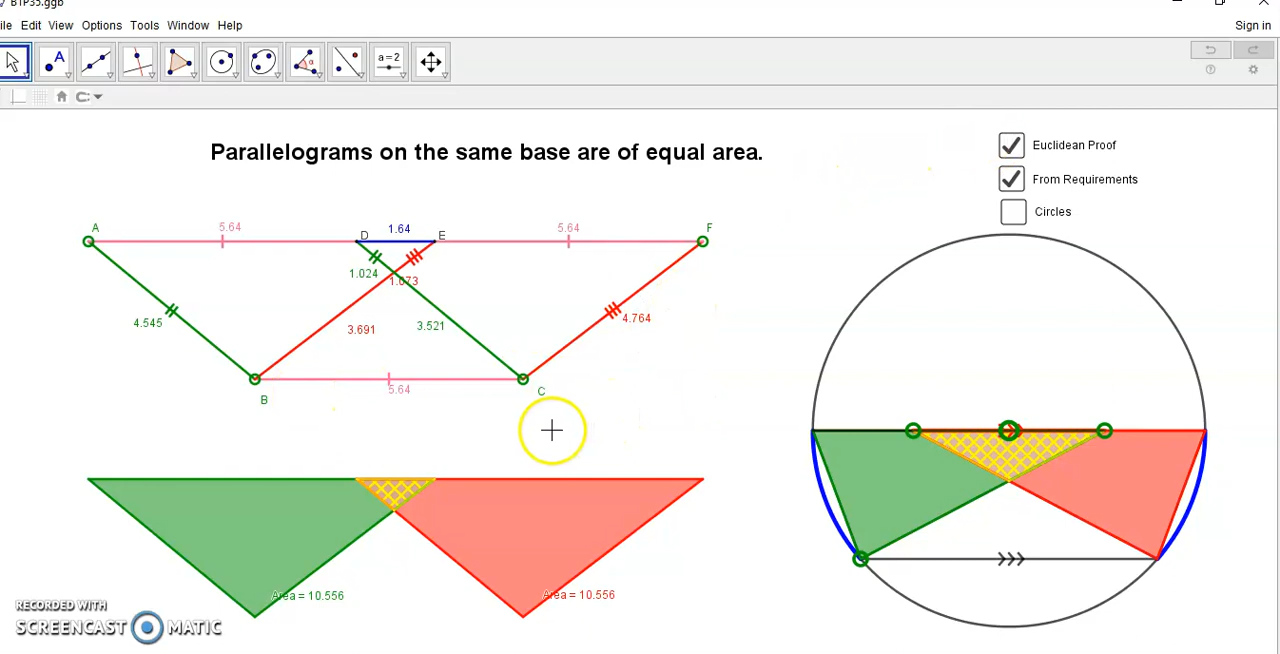 BTP35.ggb
ile Edit View Options Tools Window Help
Sign in
A
a=2
Parallelograms on the same base are of equal area.
Euclidean Proof
From Requirements
Circles
A 5.64 D 1.64 E 5.64 F
1.024 1.073
4.545 3.691 3.521 4.764
B 5.64 C
Area = 10.556 Area = 10.556
RECORDED WITH
SCREENCAST MATIC